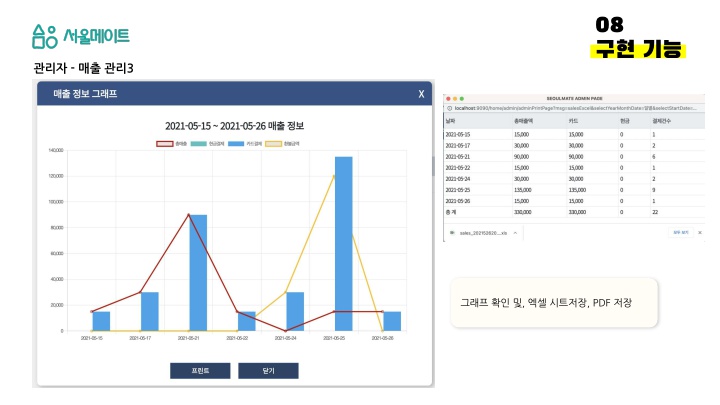 서울메이트
08
구현 기능
관리자 - 매출 관리3
매출 정보 그래프 X
2021-05-15 ~ 2021-05-26 매출 정보
총매출 현금결제 카드결제 환불금액
140,000
120,000
100,000
80,000
60,000
40,000
20,000
0
2021-05-15 2021-05-17 2021-05-21 2021-05-22 2021-05-24 2021-05-25 2021-05-26
프린트 닫기
SEOULMATE ADMIN PAGE
날짜 총매출액 카드 현금 결제건수
2021-05-15 15,000 15,000 0 1
2021-05-17 30,000 30,000 0 2
2021-05-21 90,000 90,000 0 6
2021-05-22 15,000 15,000 0 1
2021-05-24 30,000 30,000 0 2
2021-05-25 135,000 135,000 0 9
2021-05-26 15,000 15,000 0 1
총 계 330,000 330,000 0 22
sales_202152620....xls 모두 보기
그래프 확인 및, 엑셀 시트저장, PDF 저장